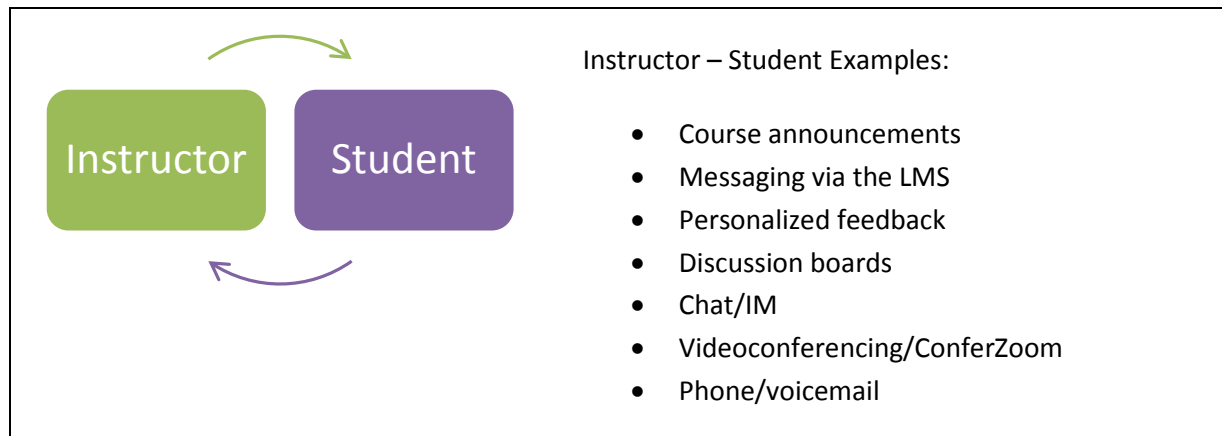 Instructor
Student
Instructor – Student Examples:
• Course announcements
• Messaging via the LMS
• Personalized feedback
• Discussion boards
• Chat/IM
• Videoconferencing/ConferZoom
• Phone/voicemail